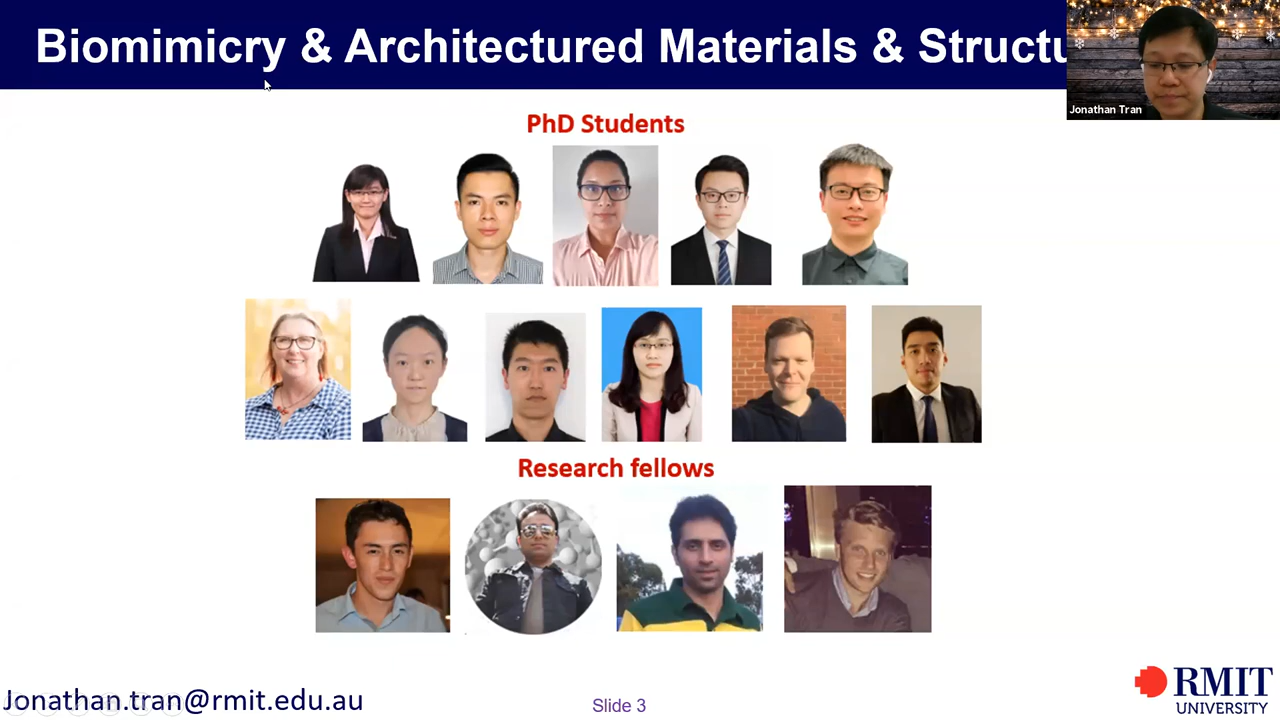 Biomimicry & Architectured Materials & Structu
Jonathan Tran
PhD Students
Research fellows
Jonathan.tran@rmit.edu.au
Slide 3
RMIT
UNIVERSITY